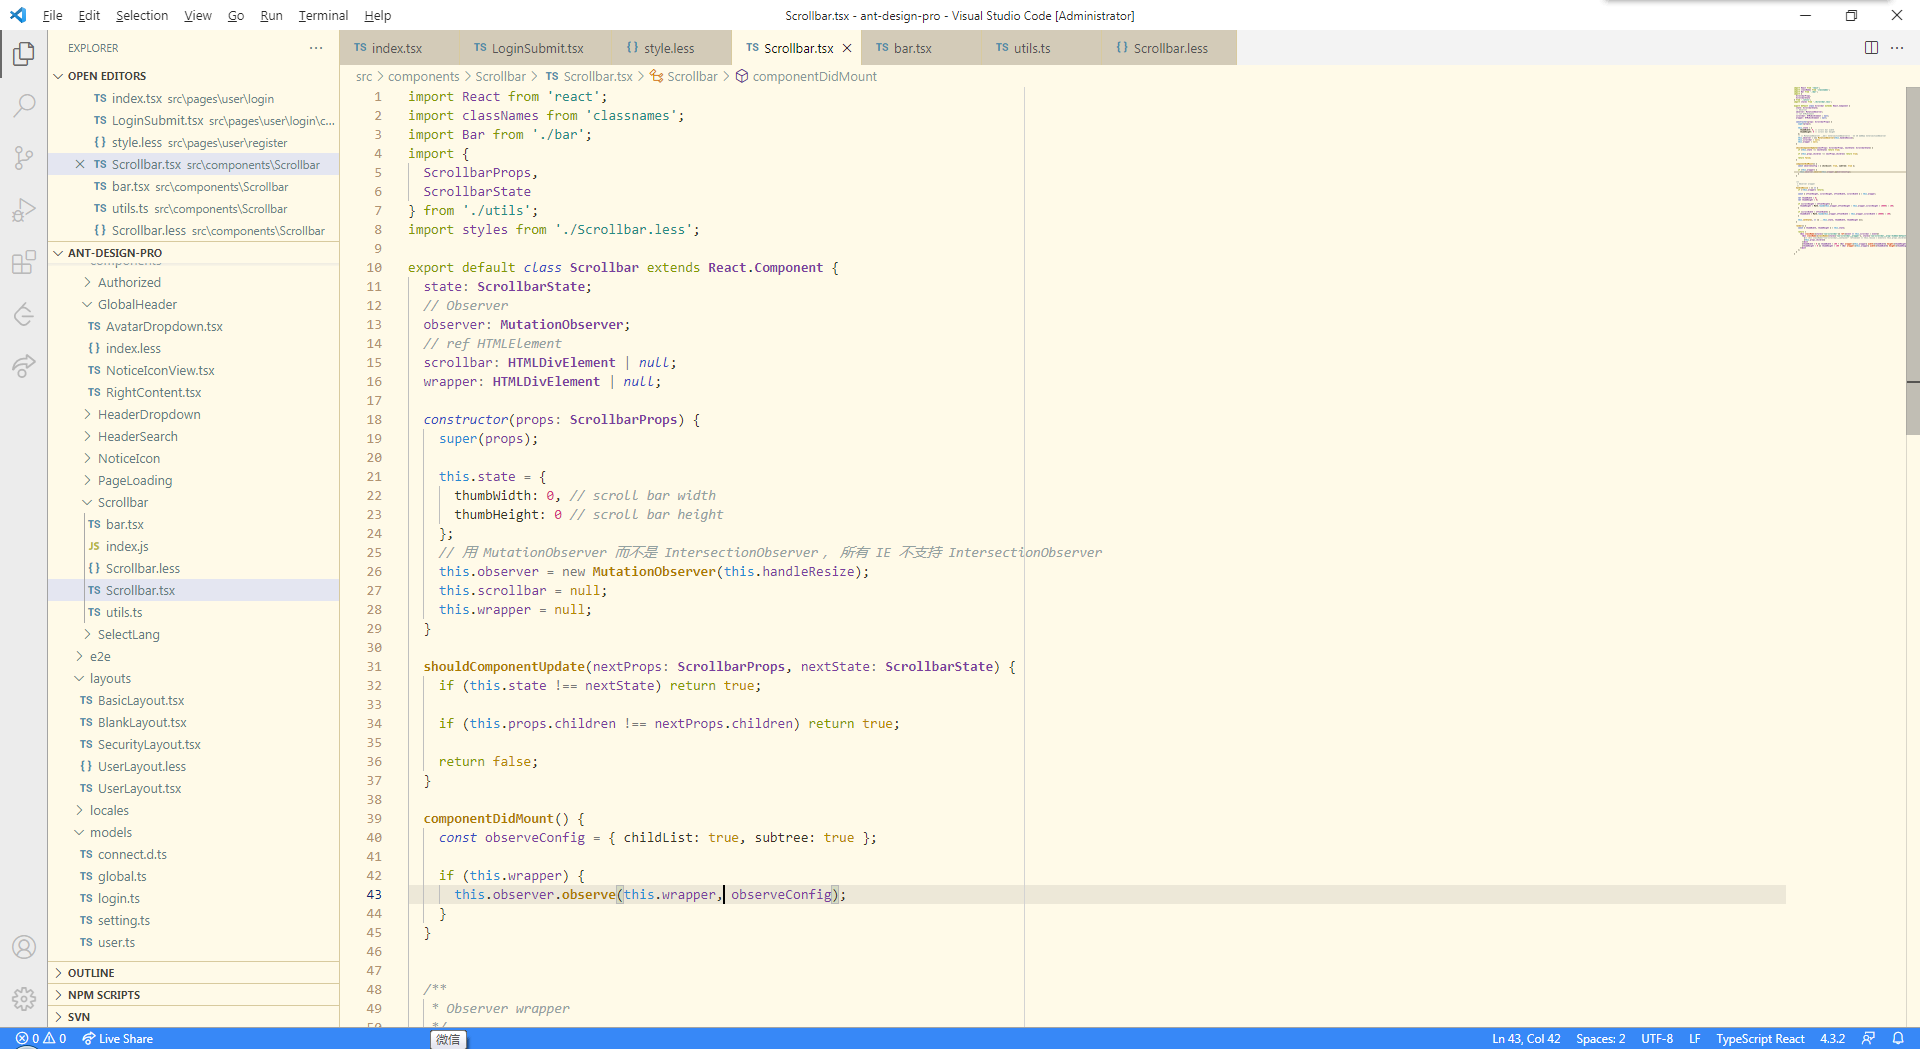 File Edit Selection View Go Run Terminal Help
Scrollbar.tsx - ant-design-pro - Visual Studio Code [Administrator]
EXPLORER
OPEN EDITORS
TS index.tsx src\pages\user\login
TS LoginSubmit.tsx src\pages\user\login\c...
{} style.less src\pages\user\register
TS Scrollbar.tsx src\components\Scrollbar
TS bar.tsx src\components\Scrollbar
TS utils.ts src\components\Scrollbar
{} Scrollbar.less src\components\Scrollbar
ANT-DESIGN-PRO
components
Authorized
GlobalHeader
TS AvatarDropdown.tsx
{} index.less
TS NoticeIconView.tsx
TS RightContent.tsx
HeaderDropdown
HeaderSearch
NoticeIcon
PageLoading
Scrollbar
TS bar.tsx
JS index.js
{} Scrollbar.less
TS Scrollbar.tsx
TS utils.ts
SelectLang
e2e
layouts
TS BasicLayout.tsx
TS BlankLayout.tsx
TS SecurityLayout.tsx
{} UserLayout.less
TS UserLayout.tsx
locales
models
TS connect.d.ts
TS global.ts
TS login.ts
TS setting.ts
TS user.ts
OUTLINE
NPM SCRIPTS
SVN
TS index.tsx TS LoginSubmit.tsx {} style.less TS Scrollbar.tsx TS bar.tsx TS utils.ts {} Scrollbar.less
src > components > Scrollbar > TS Scrollbar.tsx > Scrollbar > componentDidMount
1 import React from 'react';
2 import classNames from 'classnames';
3 import Bar from './bar';
4 import {
5 ScrollbarProps,
6 ScrollbarState
7 } from './utils';
8 import styles from './Scrollbar.less';
9
10 export default class Scrollbar extends React.Component {
11 state: ScrollbarState;
12 // Observer
13 observer: MutationObserver;
14 // ref HTMLElement
15 scrollbar: HTMLDivElement | null;
16 wrapper: HTMLDivElement | null;
17
18 constructor(props: ScrollbarProps) {
19 super(props);
20
21 this.state = {
22 thumbWidth: 0, // scroll bar width
23 thumbHeight: 0 // scroll bar height
24 };
25 // 用 MutationObserver 而不是 IntersectionObserver， 所有 IE 不支持 IntersectionObserver
26 this.observer = new MutationObserver(this.handleResize);
27 this.scrollbar = null;
28 this.wrapper = null;
29 }
30
31 shouldComponentUpdate(nextProps: ScrollbarProps, nextState: ScrollbarState) {
32 if (this.state !== nextState) return true;
33
34 if (this.props.children !== nextProps.children) return true;
35
36 return false;
37 }
38
39 componentDidMount() {
40 const observeConfig = { childList: true, subtree: true };
41
42 if (this.wrapper) {
43 this.observer.observe(this.wrapper, observeConfig);
44 }
45 }
46
47
48 /**
49 * Observer wrapper
50 */
0 0 Live Share
微信
Ln 43, Col 42 Spaces: 2 UTF-8 LF TypeScript React 4.3.2